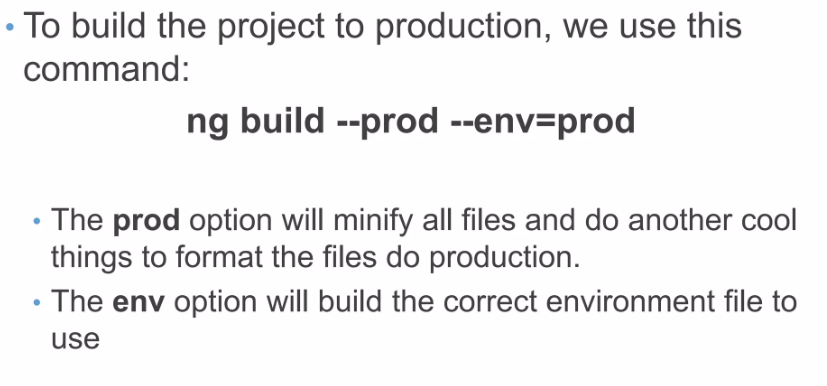 • To build the project to production, we use this
command:
ng build --prod --env=prod
• The prod option will minify all files and do another cool
things to format the files do production.
• The env option will build the correct environment file to
use